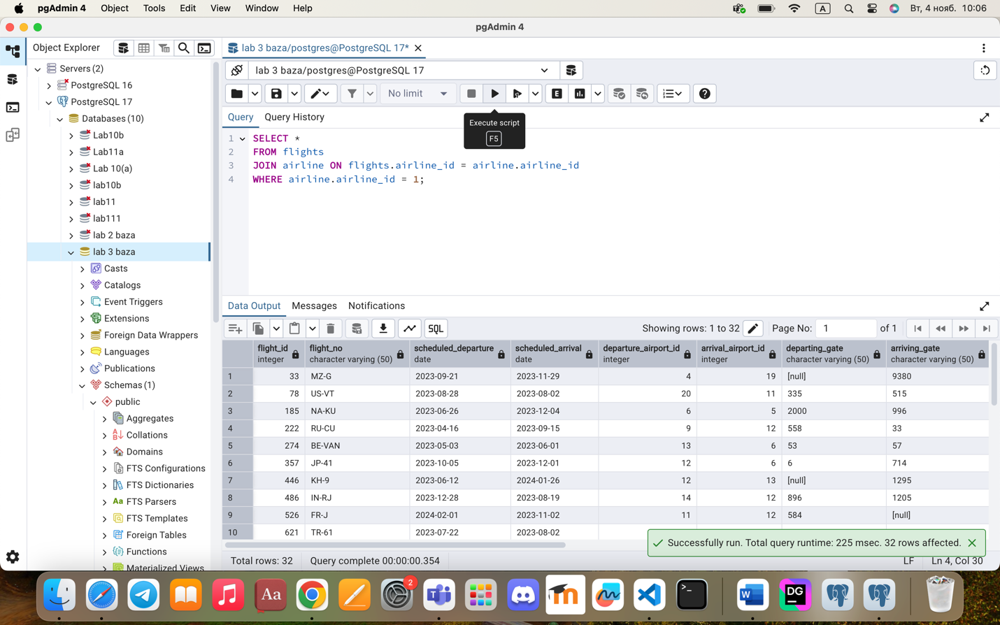 pgAdmin 4 Object Tools Edit View Window Help A Вт, 4 нояб. 10:06
pgAdmin 4
Object Explorer
lab 3 baza/postgres@PostgreSQL 17*
Servers (2)
PostgreSQL 16
PostgreSQL 17
Databases (10)
Lab10b
Lab11a
Lab 10(a)
lab10b
lab11
lab111
lab 2 baza
lab 3 baza
Casts
Catalogs
Event Triggers
Extensions
Foreign Data Wrappers
Languages
Publications
Schemas (1)
public
Aggregates
Collations
Domains
FTS Configurations
FTS Dictionaries
Aa FTS Parsers
FTS Templates
Foreign Tables
Functions
Materialized Views
lab 3 baza/postgres@PostgreSQL 17
No limit
E
Query Query History
Execute script
F5
1 SELECT *
2 FROM flights
3 JOIN airline ON flights.airline_id = airline.airline_id
4 WHERE airline.airline_id = 1;
Data Output Messages Notifications
SQL Showing rows: 1 to 32 Page No: 1 of 1
flight_id flight_no scheduled_departure scheduled_arrival departure_airport_id arrival_airport_id departing_gate arriving_gate
integer character varying (50) date date integer integer character varying (50) character varying (50)
1 33 MZ-G 2023-09-21 2023-11-29 4 19 [null] 9380
2 78 US-VT 2023-08-28 2023-08-02 20 11 335 515
3 185 NA-KU 2023-06-26 2023-12-04 6 5 2000 996
4 222 RU-CU 2023-04-16 2023-09-15 9 12 558 33
5 274 BE-VAN 2023-05-03 2023-06-01 13 6 53 57
6 357 JP-41 2023-10-05 2023-12-01 12 6 6 714
7 446 KH-9 2023-06-12 2024-01-26 12 13 [null] 1295
8 486 IN-RJ 2023-12-28 2023-08-19 14 12 896 1205
9 526 FR-J 2024-02-01 2023-11-02 11 12 584 [null]
10 621 TR-61 2023-07-22 2023-08-02
Successfully run. Total query runtime: 225 msec. 32 rows affected.
Total rows: 32 Query complete 00:00:00.354 LF Ln 4, Col 30
Aa
2
W
DG